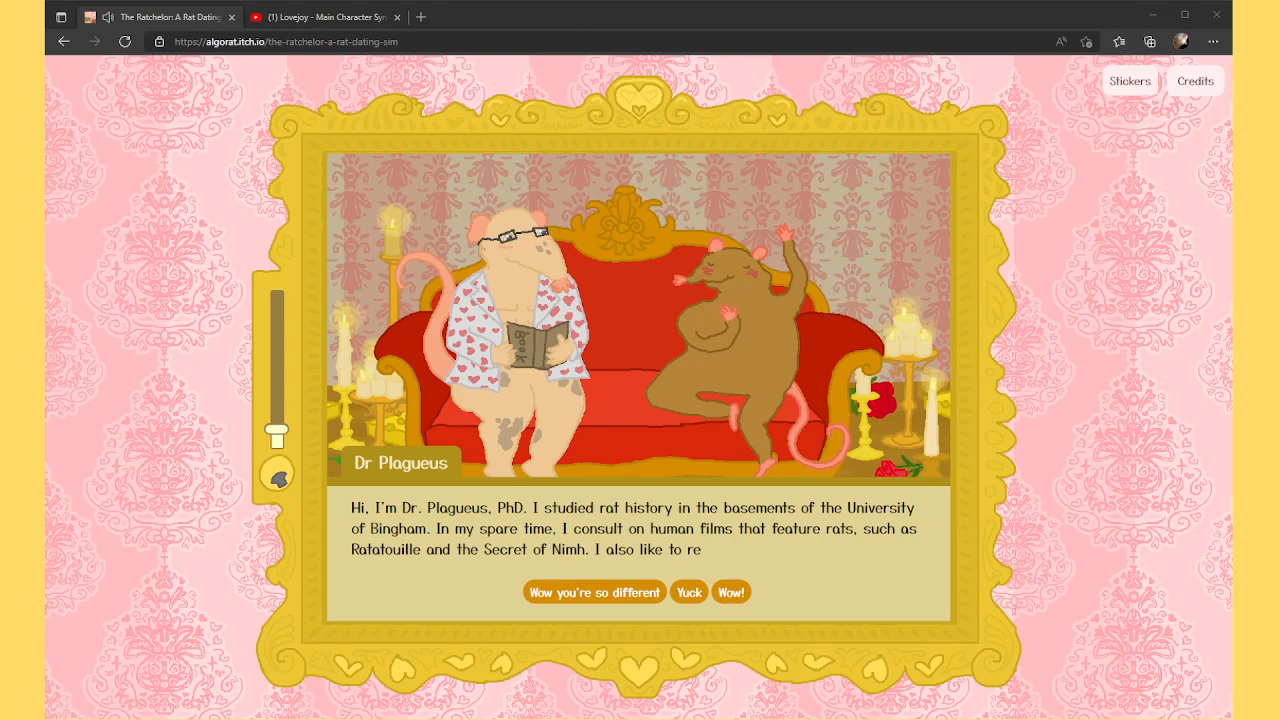 The Ratchelor: A Rat Dating
(1) Lovejoy - Main Character Syn
https://algorat.itch.io/the-ratchelor-a-rat-dating-sim
Stickers
Credits
Book
Dr Plagueus
Hi, I'm Dr. Plagueus, PhD. I studied rat history in the basements of the University
of Bingham. In my spare time, I consult on human films that feature rats, such as
Ratatouille and the Secret of Nimh. I also like to re
Wow you're so different
Yuck
Wow!